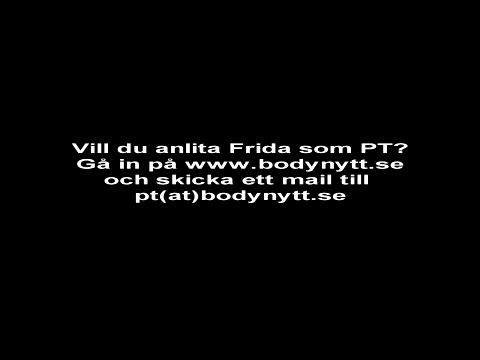 Vill du anlita Frida som PT?
Gå in på www.bodynytt.se
och skicka ett mail till
pt(at)bodynytt.se